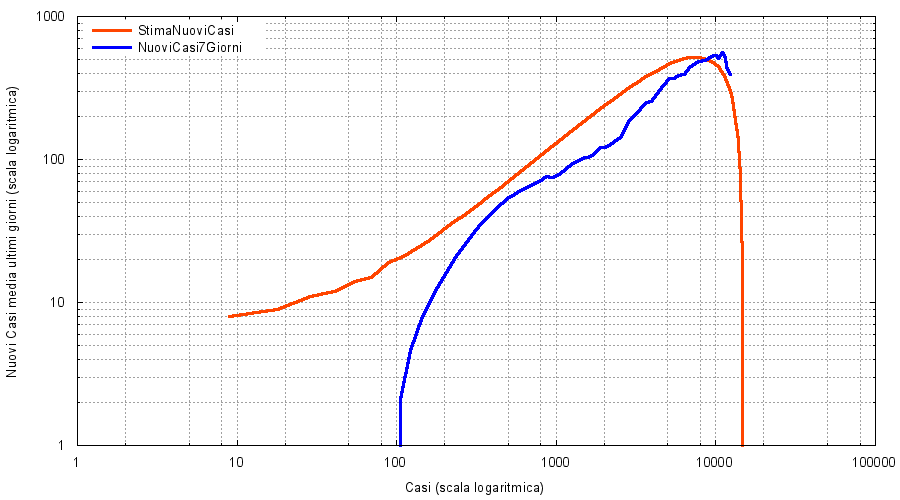 StimaNuoviCasi
NuoviCasi7Giorni
Nuovi Casi media ultimi giorni (scala logaritmica)
1000
100
10
1
1 10 100 1000 10000 100000
Casi (scala logaritmica)